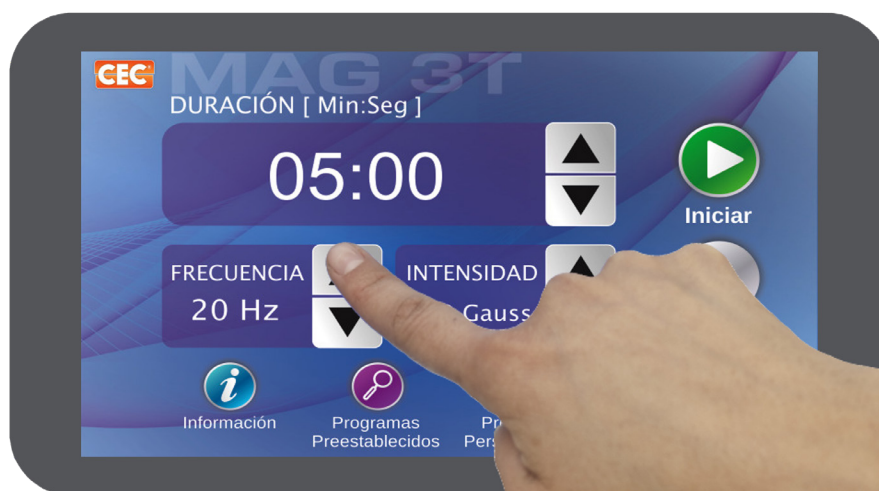 CEC
MAG 3T
DURACIÓN [ Min:Seg ]
05:00
Iniciar
FRECUENCIA
20 Hz
INTENSIDAD
Gauss
Información
Programas
Preestablecidos